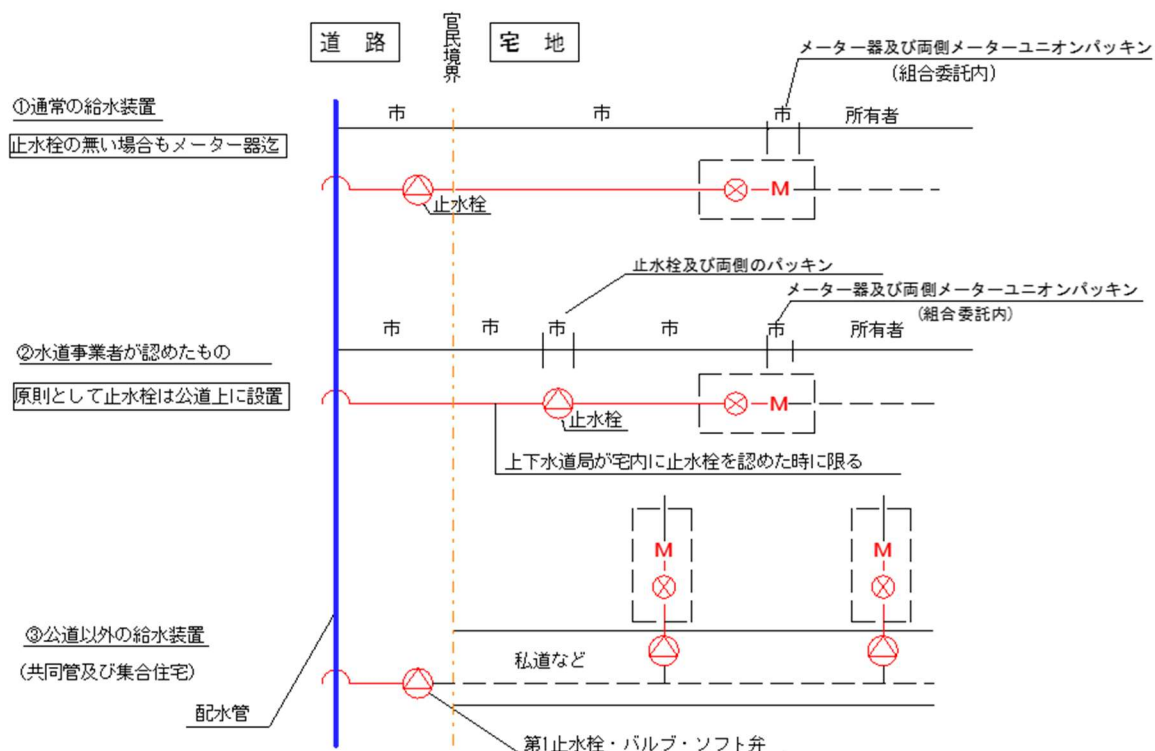 道 路
官民境界
宅 地
メーター器及び両側メーターユニオンパッキン
(組合委託内)
①通常の給水装置
市
市
市
所有者
止水栓の無い場合もメーター器迄
M
止水栓
止水栓及び両側のパッキン
メーター器及び両側メーターユニオンパッキン
(組合委託内)
市
市
市
市
市
所有者
②水道事業者が認めたもの
原則として止水栓は公道上に設置
M
止水栓
上下水道局が宅内に止水栓を認めた時に限る
M
M
③公道以外の給水装置
(共同管及び集合住宅)
私道など
配水管
第1止水栓・バルブ・ソフト弁